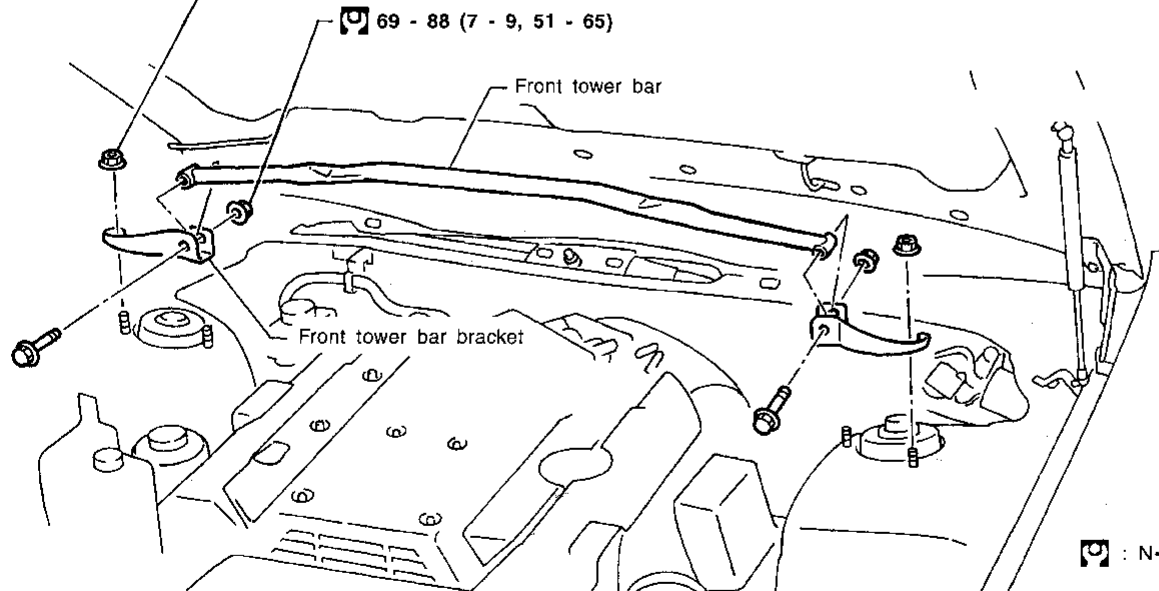 69 - 88 (7 - 9, 51 - 65)
Front tower bar
Front tower bar bracket
: N•